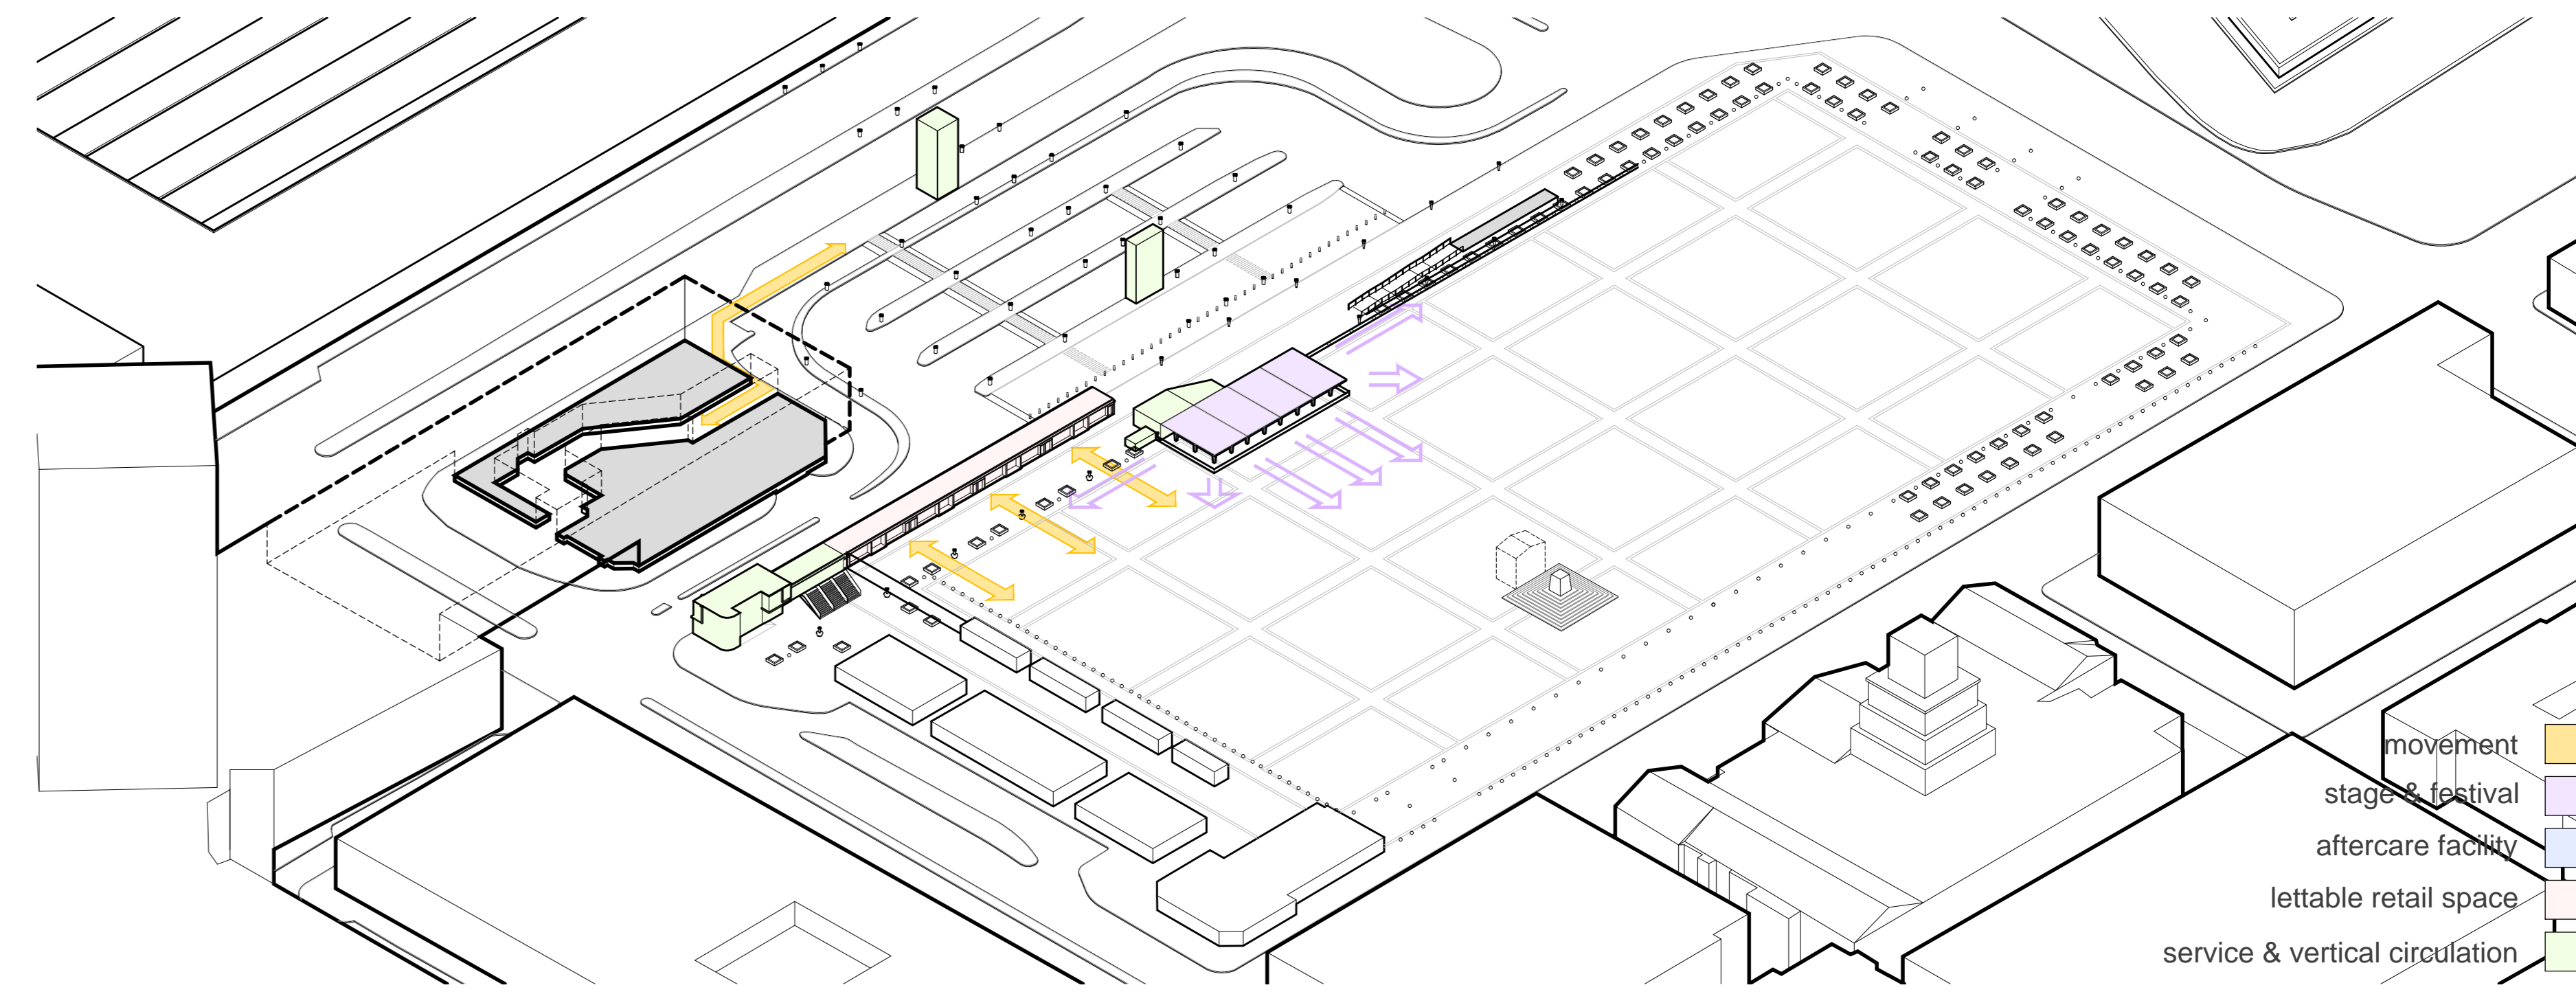 movement
stage & festival
aftercare facility
lettable retail space
service & vertical circulation